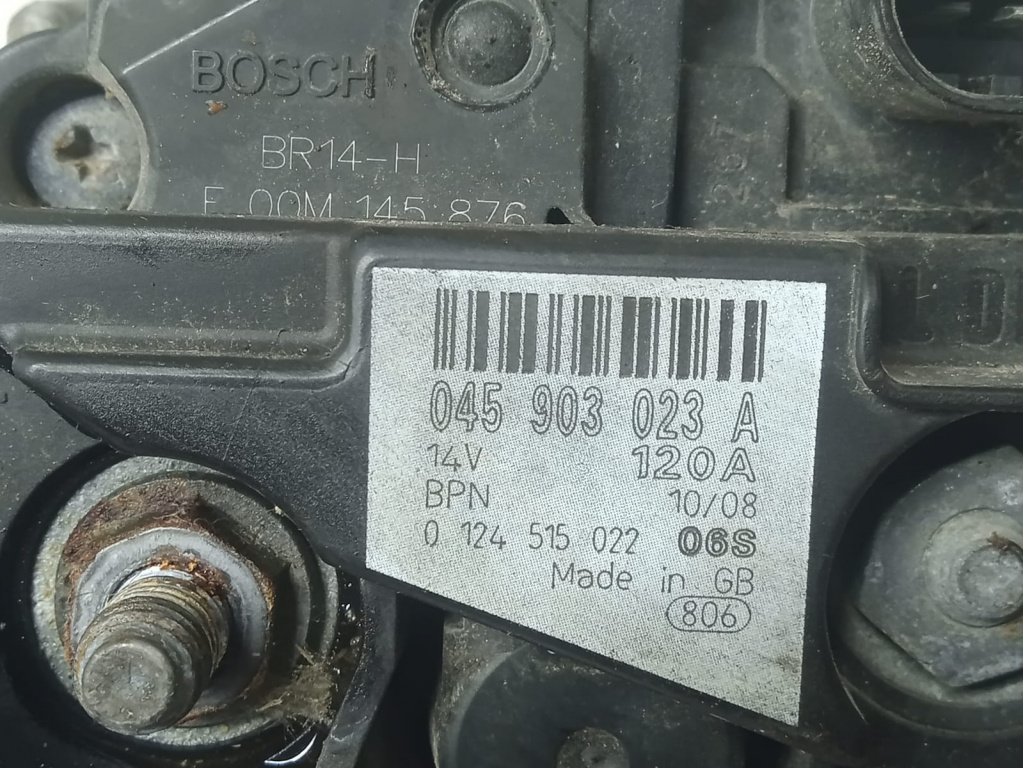 BOSCH
BR14-H
F 00M 145 876
267
045 903 023 A
14V 120A
BPN 10/08
0 124 515 022 06S
Made in GB
806